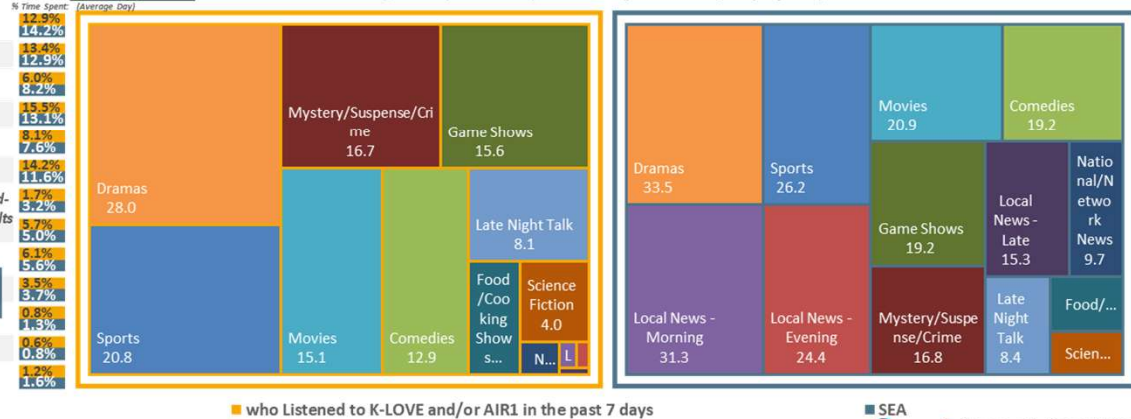 % Time Spent: (Average Day)
12.9%
14.2%
13.4%
12.9%
6.0%
8.2%
15.5%
13.1%
8.1%
7.6%
14.2%
11.6%
1.7%
3.2%
5.7%
5.0%
6.1%
5.6%
3.5%
3.7%
0.8%
1.3%
0.6%
0.8%
1.2%
1.6%
Dramas
28.0
Sports
20.8
Mystery/Suspense/Cri
me
16.7
Game Shows
15.6
Movies
15.1
Comedies
12.9
Late Night Talk
8.1
Food
/Coo
king
Show
s...
Science
Fiction
4.0
N...
L
Dramas
33.5
Local News -
Morning
31.3
Sports
26.2
Local News -
Evening
24.4
Movies
20.9
Comedies
19.2
Game Shows
19.2
Mystery/Suspe
nse/Crime
16.8
Local
News -
Late
15.3
Natio
nal/N
etwo
rk
News
9.7
Late
Night
Talk
8.4
Food/...
Scien...
who Listened to K-LOVE and/or AIR1 in the past 7 days
SEA